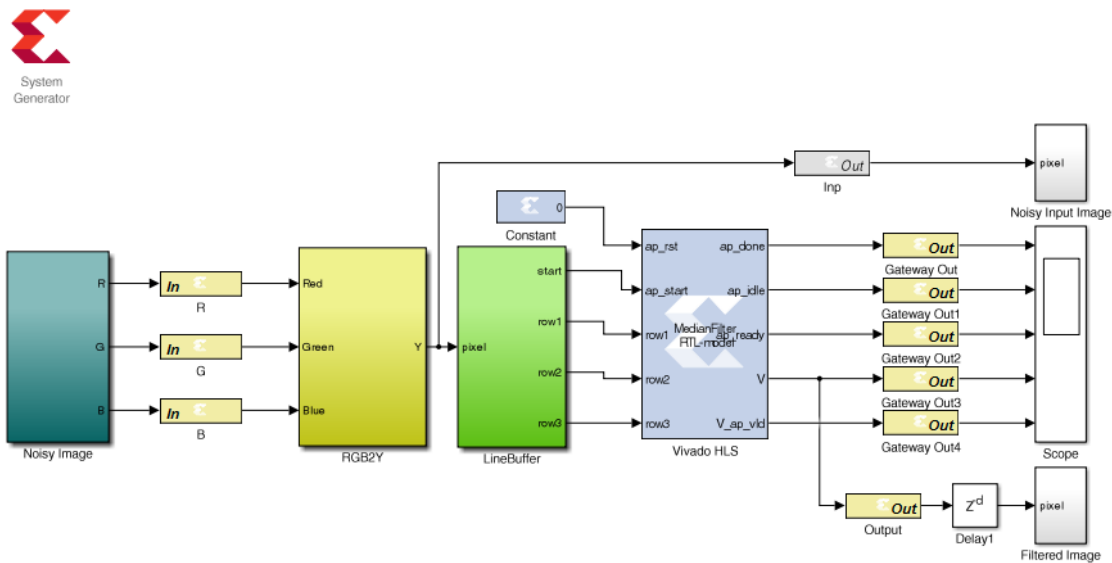 System
Generator
Out
Inp
pixel
Noisy Input Image
0
Constant
R
G
B
Noisy Image
In
R
In
G
In
B
Red
Green
Blue
Y
RGB2Y
pixel
start
row1
row2
row3
LineBuffer
ap_rst
ap_start
row1
row2
row3
MedianFilter
RTL-model
ap_done
ap_idle
ap_ready
V
V_ap_vld
Vivado HLS
Out
Gateway Out
Out
Gateway Out1
Out
Gateway Out2
Out
Gateway Out3
Out
Gateway Out4
Scope
Out
Output
Z-d
Delay1
pixel
Filtered Image